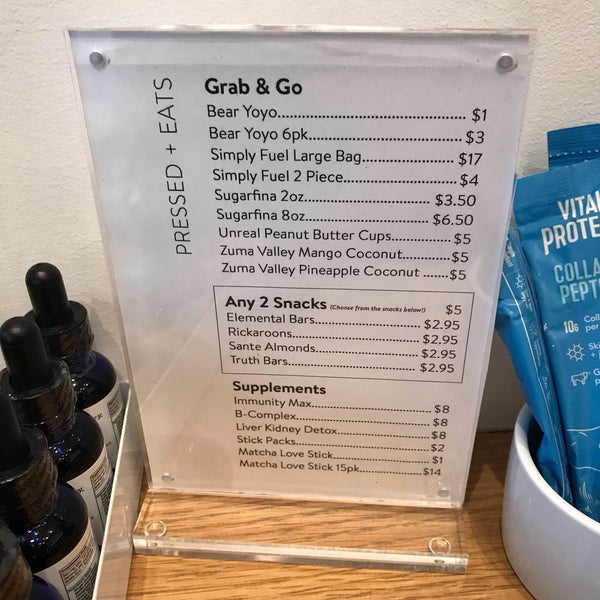 PRESSED + EATS
Grab & Go
Bear Yoyo................................................ $1
Bear Yoyo 6pk........................................ $3
Simply Fuel Large Bag........................ $17
Simply Fuel 2 Piece.............................. $4
Sugarfina 2oz................................ $3.50
Sugarfina 8oz............................... $6.50
Unreal Peanut Butter Cups................$5
Zuma Valley Mango Coconut.............$5
Zuma Valley Pineapple Coconut .......$5
Any 2 Snacks (Choose from the snacks below!) $5
Elemental Bars............................ $2.95
Rickaroons................................... $2.95
Sante Almonds............................ $2.95
Truth Bars.................................... $2.95
Supplements
Immunity Max................................ $8
B-Complex..................................... $8
Liver Kidney Detox......................... $8
Stick Packs..................................... $2
Matcha Love Stick.......................... $1
Matcha Love Stick 15pk................ $14
VITAL
PROTE
COLLA
PEPT
10g